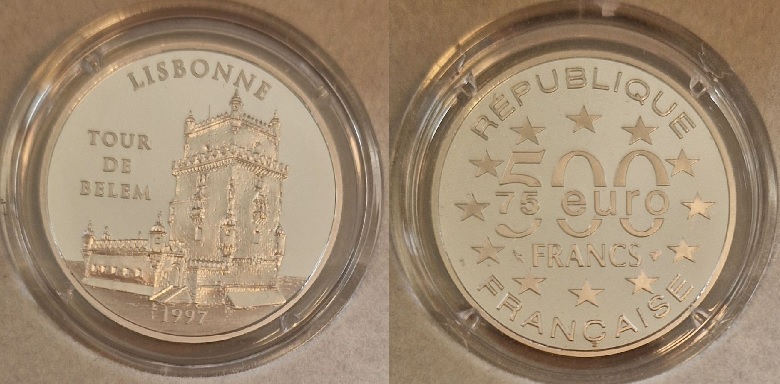 LISBONNE
TOUR
DE
BELEM
1997
RÉPUBLIQUE
500
75 euro
FRANCS
FRANÇAISE